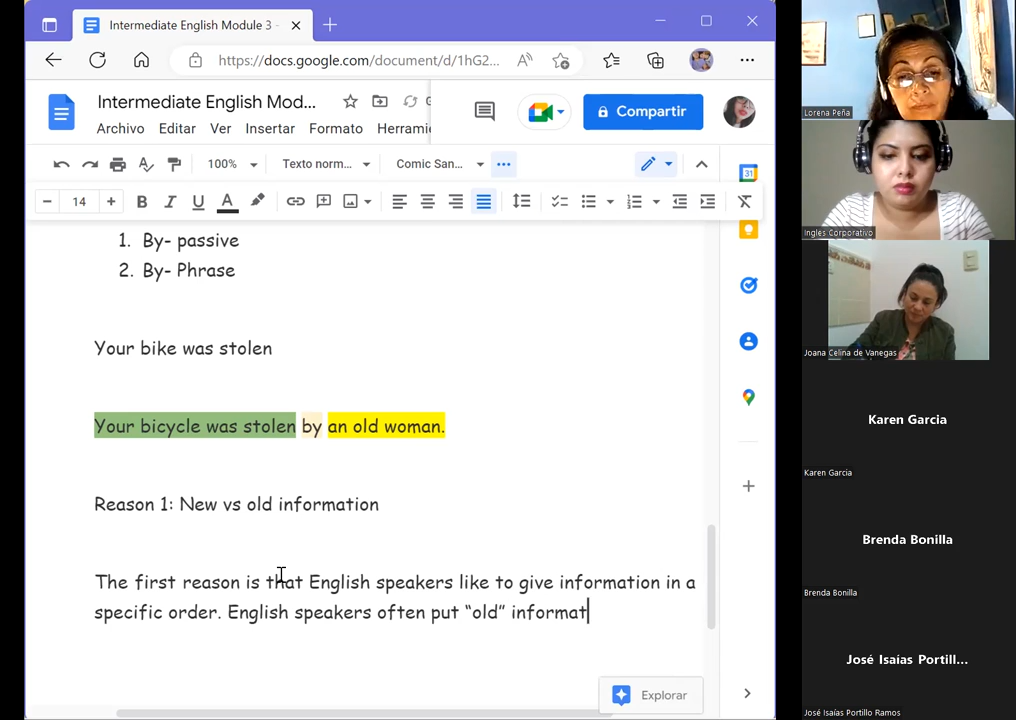 Intermediate English Module 3 -
https://docs.google.com/document/d/1hG2...
Intermediate English Mod...
Archivo Editar Ver Insertar Formato Herramie
Compartir
100% Texto norm... Comic San...
14
1. By- passive
2. By- Phrase
Your bike was stolen
Your bicycle was stolen by an old woman.
Reason 1: New vs old information
The first reason is that English speakers like to give information in a
specific order. English speakers often put “old” informat
Explorar
31
Lorena Peña
Ingles Corporativo
Joana Celina de Vanegas
Karen Garcia
Karen Garcia
Brenda Bonilla
Brenda Bonilla
José Isaías Portill...
José Isaías Portillo Ramos